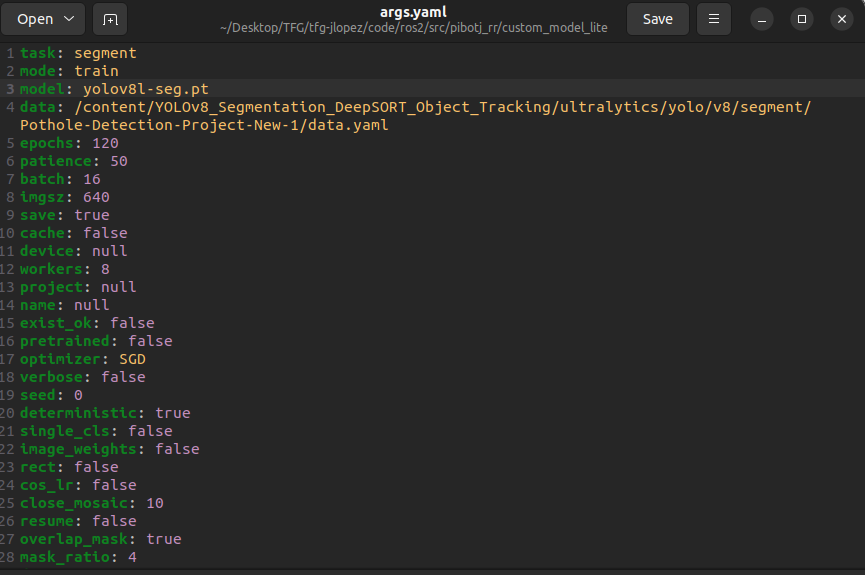 Open
args.yaml
~/Desktop/TFG/tfg-jlopez/code/ros2/src/pibotj_rr/custom_model_lite
Save
1 task: segment
2 mode: train
3 model: yolov8l-seg.pt
4 data: /content/YOLOv8_Segmentation_DeepSORT_Object_Tracking/ultralytics/yolo/v8/segment/
Pothole-Detection-Project-New-1/data.yaml
5 epochs: 120
6 patience: 50
7 batch: 16
8 imgsz: 640
9 save: true
10 cache: false
11 device: null
12 workers: 8
13 project: null
14 name: null
15 exist_ok: false
16 pretrained: false
17 optimizer: SGD
18 verbose: false
19 seed: 0
20 deterministic: true
21 single_cls: false
22 image_weights: false
23 rect: false
24 cos_lr: false
25 close_mosaic: 10
26 resume: false
27 overlap_mask: true
28 mask_ratio: 4